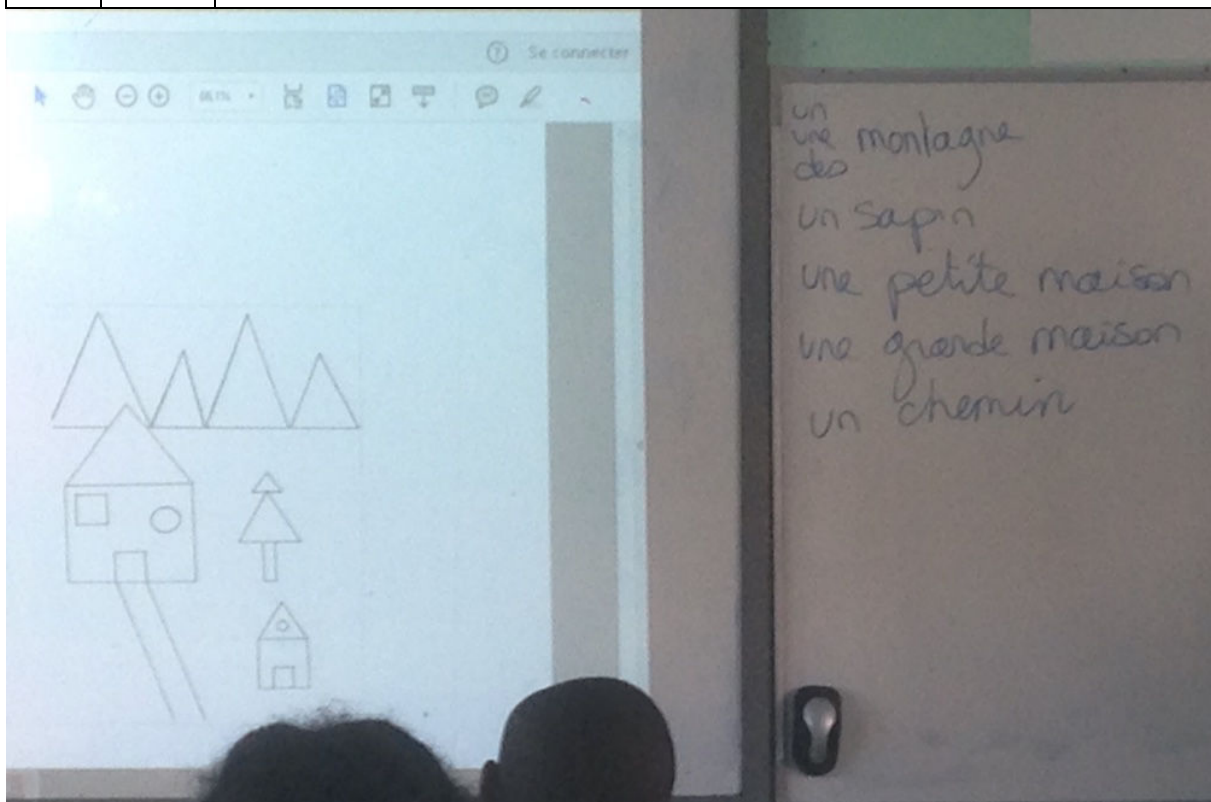 Se connecter
un
une montagne
des
un sapin
une petite maison
une grande maison
un chemin